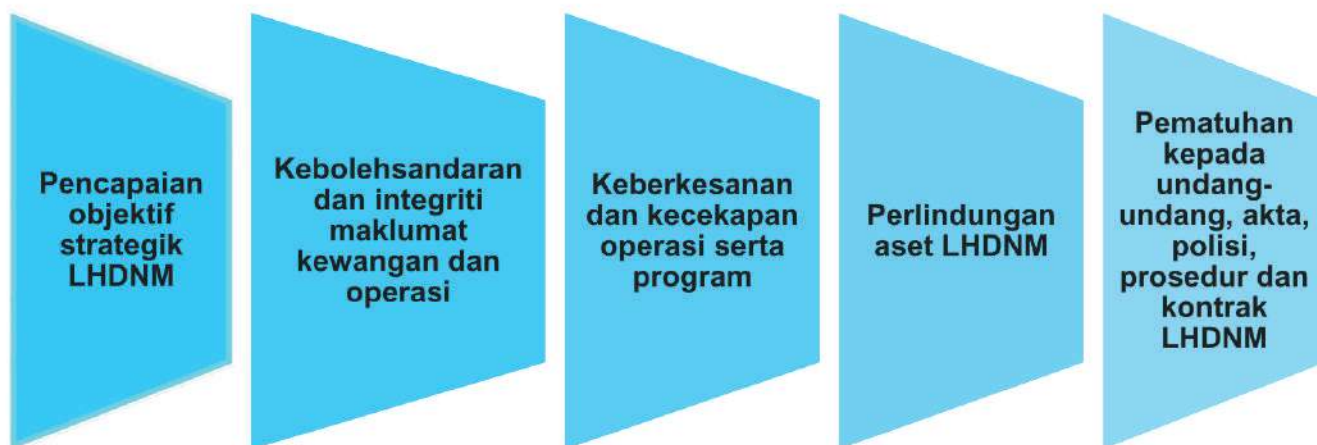 Pencapaian
objektif
strategik
LHDNM
Kebolehsandaran
dan integriti
maklumat
kewangan dan
operasi
Keberkesanan
dan kecekapan
operasi serta
program
Perlindungan
aset LHDNM
Pematuhan
kepada
undang-
undang, akta,
polisi,
prosedur dan
kontrak
LHDNM